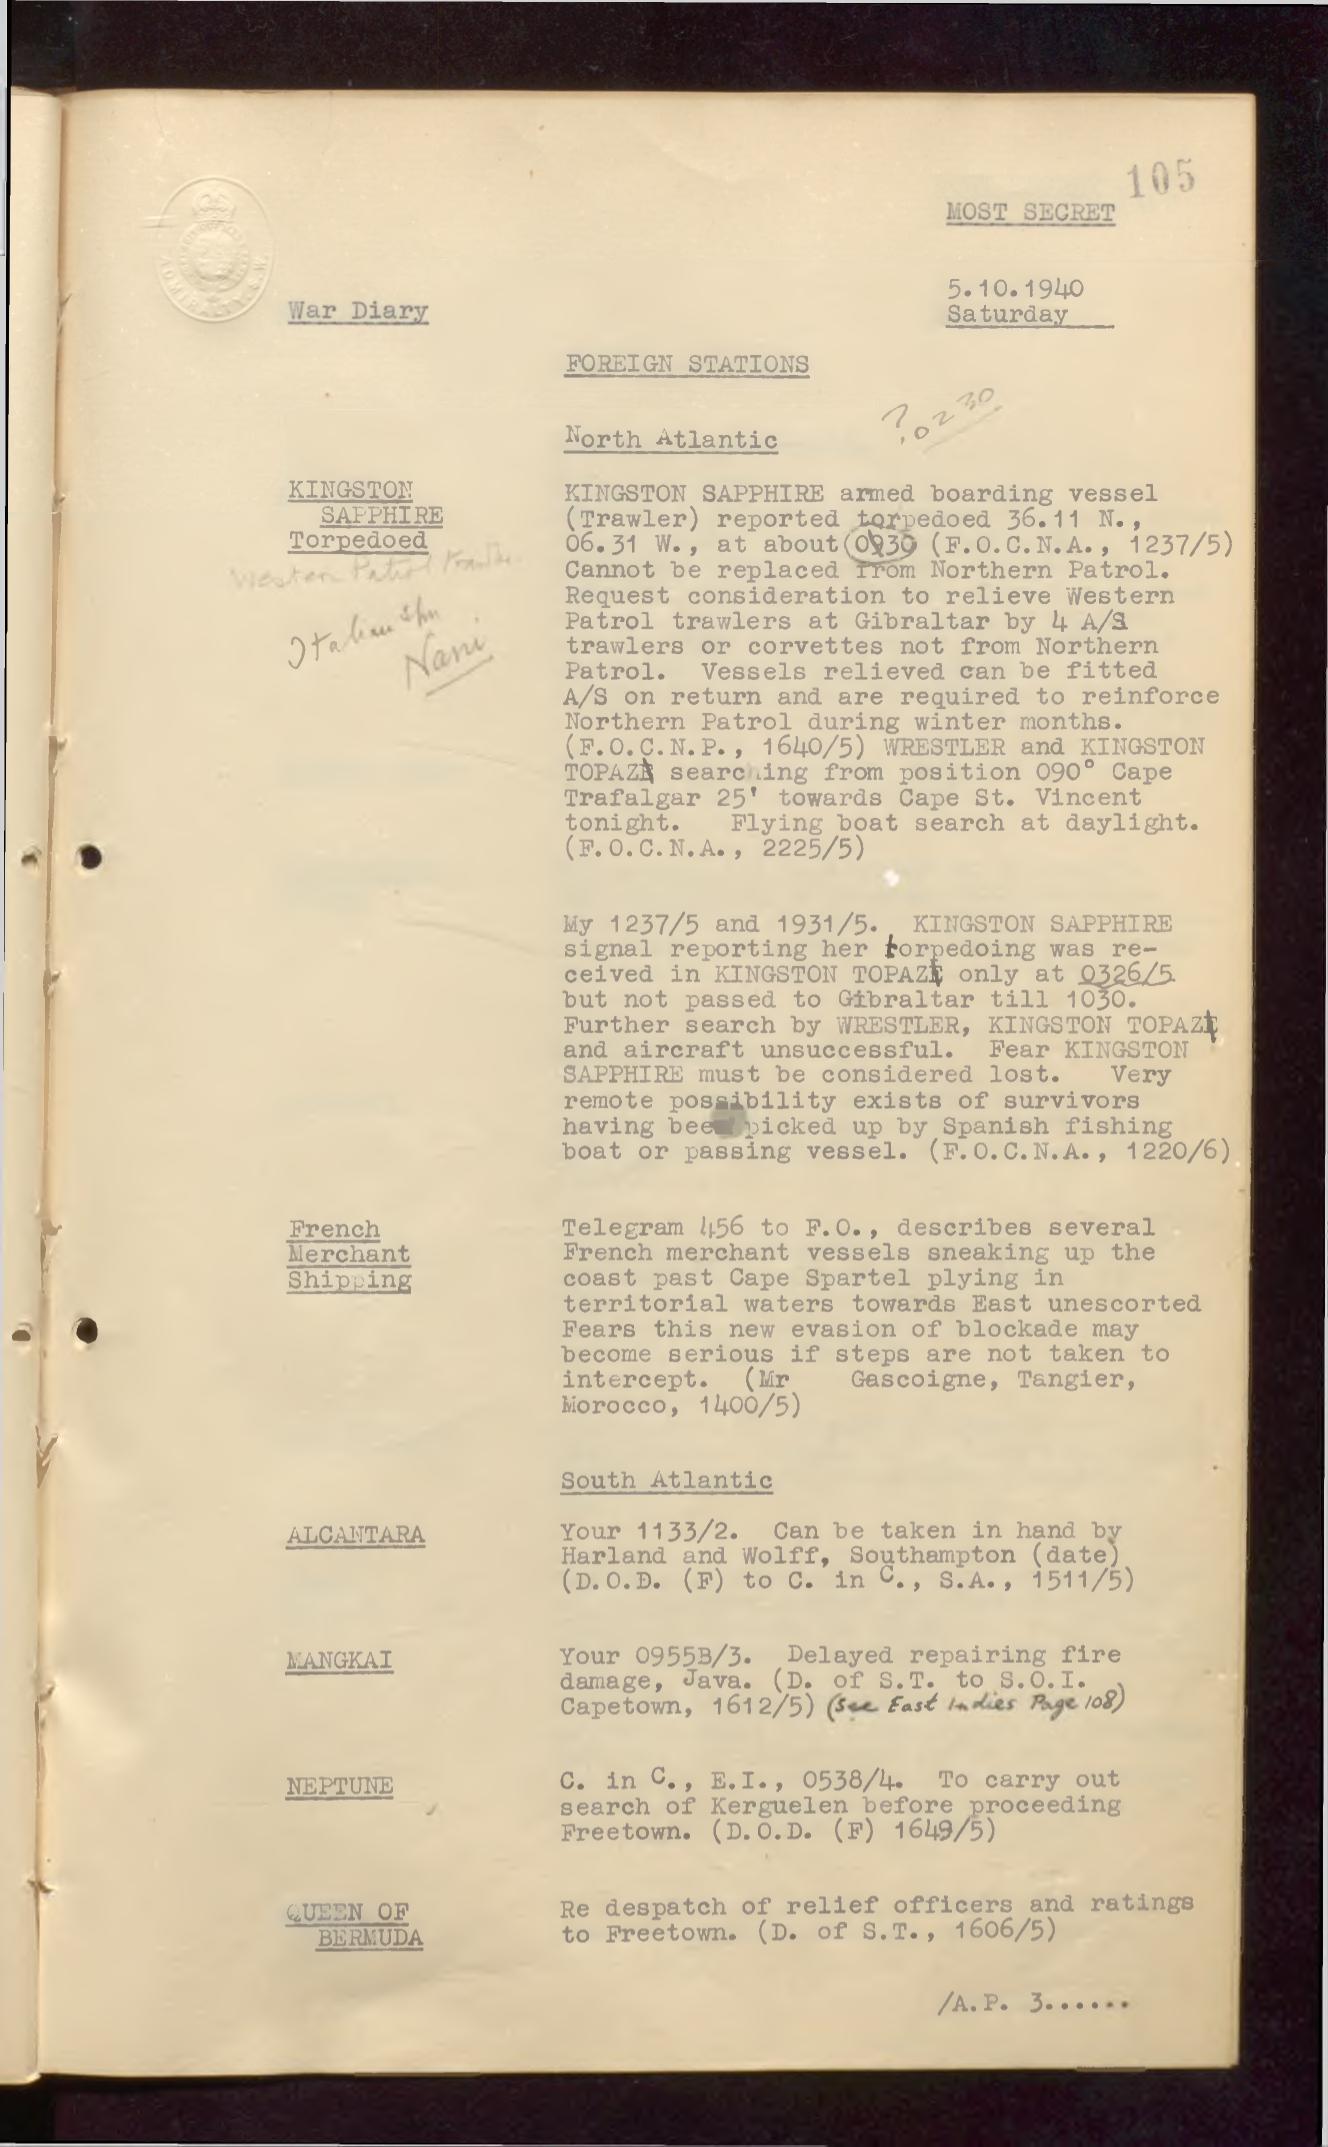 105
MOST SECRET
ADMIRALTY. S.W.
5.10.1940
Saturday
War Diary
FOREIGN STATIONS
? 0230
North Atlantic
KINGSTON
SAPPHIRE
Torpedoed
Western Patrol
Italian S/m
Nani
KINGSTON SAPPHIRE armed boarding vessel
(Trawler) reported torpedoed 36.11 N.,
06.31 W., at about 0930 (F.O.C.N.A., 1237/5)
Cannot be replaced from Northern Patrol.
Request consideration to relieve Western
Patrol trawlers at Gibraltar by 4 A/S
trawlers or corvettes not from Northern
Patrol. Vessels relieved can be fitted
A/S on return and are required to reinforce
Northern Patrol during winter months.
(F.O.C.N.P., 1640/5) WRESTLER and KINGSTON
TOPAZ searching from position 090° Cape
Trafalgar 25' towards Cape St. Vincent
tonight. Flying boat search at daylight.
(F.O.C.N.A., 2225/5)
My 1237/5 and 1931/5. KINGSTON SAPPHIRE
signal reporting her torpedoing was re-
ceived in KINGSTON TOPAZ only at 0326/5
but not passed to Gibraltar till 1030.
Further search by WRESTLER, KINGSTON TOPAZ
and aircraft unsuccessful. Fear KINGSTON
SAPPHIRE must be considered lost. Very
remote possibility exists of survivors
having been picked up by Spanish fishing
boat or passing vessel. (F.O.C.N.A., 1220/6)
French
Merchant
Shipping
Telegram 456 to F.O., describes several
French merchant vessels sneaking up the
coast past Cape Spartel plying in
territorial waters towards East unescorted
Fears this new evasion of blockade may
become serious if steps are not taken to
intercept. (Mr Gascoigne, Tangier,
Morocco, 1400/5)
South Atlantic
ALCANTARA
Your 1133/2. Can be taken in hand by
Harland and Wolff, Southampton (date)
(D.O.D. (F) to C. in C., S.A., 1511/5)
MANGKAI
Your 0955B/3. Delayed repairing fire
damage, Java. (D. of S.T. to S.O.I.
Capetown, 1612/5) (See East Indies Page 108)
NEPTUNE
C. in C., E.I., 0538/4. To carry out
search of Kerguelen before proceeding
Freetown. (D.O.D. (F) 1649/5)
QUEEN OF
BERMUDA
Re despatch of relief officers and ratings
to Freetown. (D. of S.T., 1606/5)
/A.P. 3......